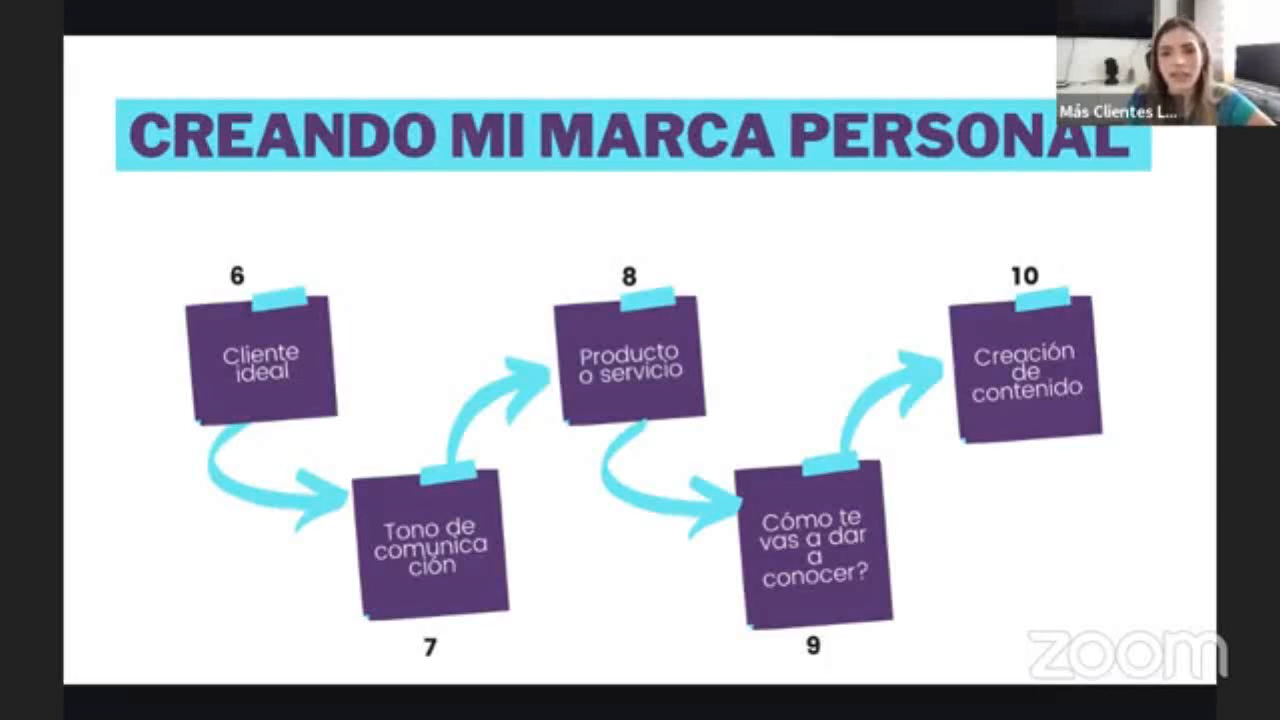 Más Clientes L...
CREANDO MI MARCA PERSONAL
6
Cliente
ideal
Tono de
comunica
ción
7
8
Producto
o servicio
Cómo te
vas a dar
a
conocer?
9
10
Creación
de
contenido
zoom